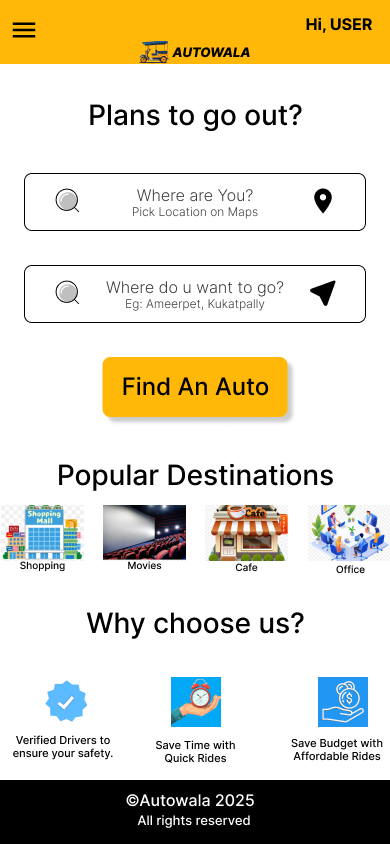 Hi, USER
AUTOWALA
Plans to go out?
Where are You?
Pick Location on Maps
Where do u want to go?
Eg: Ameerpet, Kukatpally
Find An Auto
Popular Destinations
Shopping
Mall
Cafe
Shopping
Movies
Cafe
Office
Why choose us?
Verified Drivers to
ensure your safety.
Save Time with
Quick Rides
Save Budget with
Affordable Rides
©Autowala 2025
All rights reserved